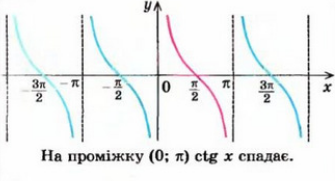 y
-3π/2 -π -π/2 0 π/2 π 3π/2 x
На проміжку (0; π) ctg x спадає.